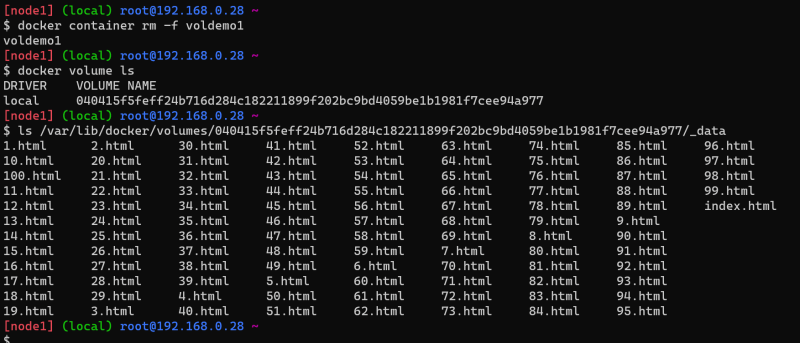 [node1] (local) root@192.168.0.28 ~
$ docker container rm -f voldemo1
voldemo1
[node1] (local) root@192.168.0.28 ~
$ docker volume ls
DRIVER    VOLUME NAME
local     040415f5feff24b716d284c182211899f202bc9bd4059be1b1981f7cee94a977
[node1] (local) root@192.168.0.28 ~
$ ls /var/lib/docker/volumes/040415f5feff24b716d284c182211899f202bc9bd4059be1b1981f7cee94a977/_data
1.html      2.html      30.html     41.html     52.html     63.html     74.html     85.html     96.html
10.html     20.html     31.html     42.html     53.html     64.html     75.html     86.html     97.html
100.html    21.html     32.html     43.html     54.html     65.html     76.html     87.html     98.html
11.html     22.html     33.html     44.html     55.html     66.html     77.html     88.html     99.html
12.html     23.html     34.html     45.html     56.html     67.html     78.html     89.html     index.html
13.html     24.html     35.html     46.html     57.html     68.html     79.html     9.html
14.html     25.html     36.html     47.html     58.html     69.html     8.html      90.html
15.html     26.html     37.html     48.html     59.html     7.html      80.html     91.html
16.html     27.html     38.html     49.html     6.html      70.html     81.html     92.html
17.html     28.html     39.html     5.html      60.html     71.html     82.html     93.html
18.html     29.html     4.html      50.html     61.html     72.html     83.html     94.html
19.html     3.html      40.html     51.html     62.html     73.html     84.html     95.html
[node1] (local) root@192.168.0.28 ~
$